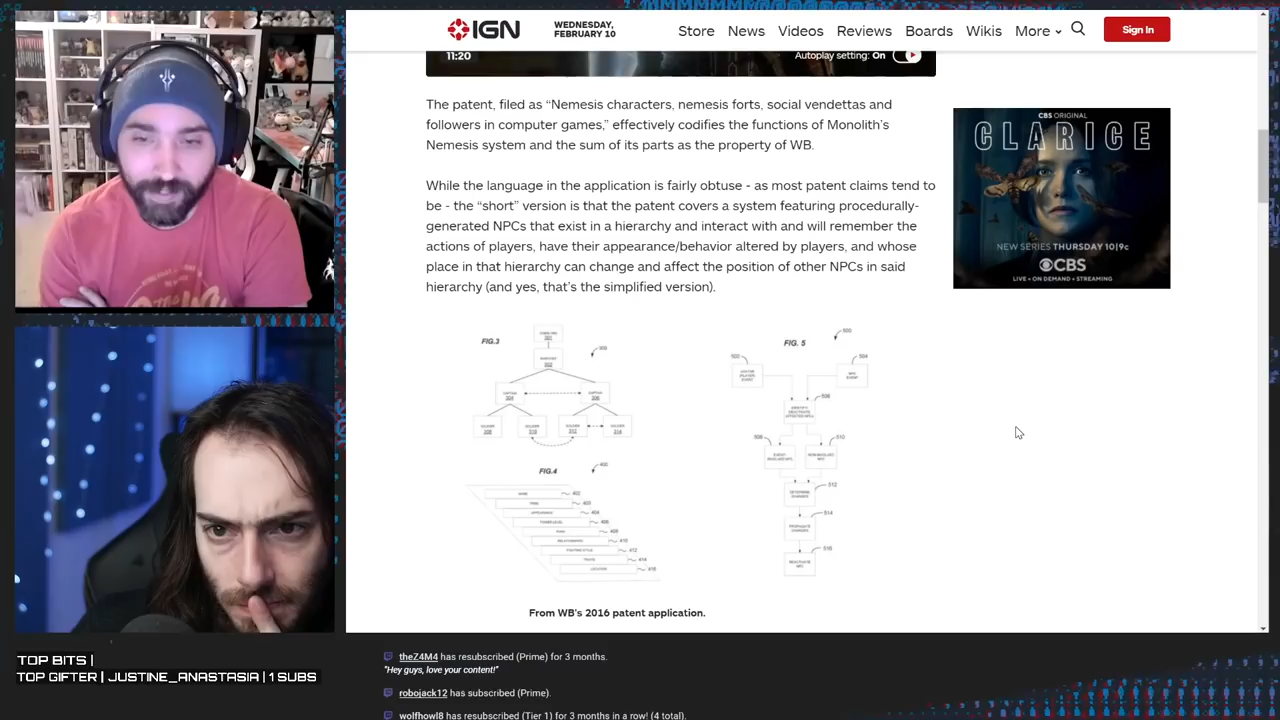 IGN
WEDNESDAY,
FEBRUARY 10
Store News Videos Reviews Boards Wikis More
Sign In
11:20
Autoplay setting: On
The patent, filed as “Nemesis characters, nemesis forts, social vendettas and
followers in computer games,” effectively codifies the functions of Monolith’s
Nemesis system and the sum of its parts as the property of WB.
While the language in the application is fairly obtuse - as most patent claims tend to
be - the “short” version is that the patent covers a system featuring procedurally-
generated NPCs that exist in a hierarchy and interact with and will remember the
actions of players, have their appearance/behavior altered by players, and whose
place in that hierarchy can change and affect the position of other NPCs in said
hierarchy (and yes, that’s the simplified version).
CBS ORIGINAL
CLARICE
NEW SERIES THURSDAY 10|9c
CBS
LIVE • ON DEMAND • STREAMING
FIG.3
FIG.4
FIG. 5
From WB’s 2016 patent application.
TOP BITS |
TOP GIFTER | JUSTINE_ANASTASIA | 1 SUBS
theZ4M4 has resubscribed (Prime) for 3 months.
"Hey guys, love your content!"
robojack12 has subscribed (Prime).
wolfhowl8 has resubscribed (Tier 1) for 3 months in a row! (4 total).